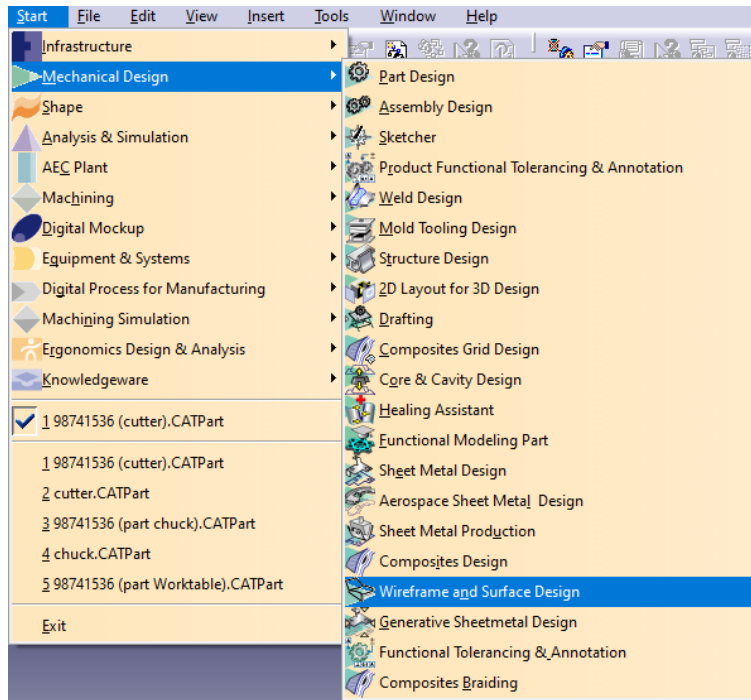 Start File Edit View Insert Tools Window Help
Infrastructure
Mechanical Design
Shape
Analysis & Simulation
AEC Plant
Machining
Digital Mockup
Equipment & Systems
Digital Process for Manufacturing
Machining Simulation
Ergonomics Design & Analysis
Knowledgeware
1 98741536 (cutter).CATPart
1 98741536 (cutter).CATPart
2 cutter.CATPart
3 98741536 (part chuck).CATPart
4 chuck.CATPart
5 98741536 (part Worktable).CATPart
Exit
Part Design
Assembly Design
Sketcher
Product Functional Tolerancing & Annotation
Weld Design
Mold Tooling Design
Structure Design
2D Layout for 3D Design
Drafting
Composites Grid Design
Core & Cavity Design
Healing Assistant
Functional Modeling Part
Sheet Metal Design
Aerospace Sheet Metal Design
Sheet Metal Production
Composites Design
Wireframe and Surface Design
Generative Sheetmetal Design
Functional Tolerancing & Annotation
Composites Braiding